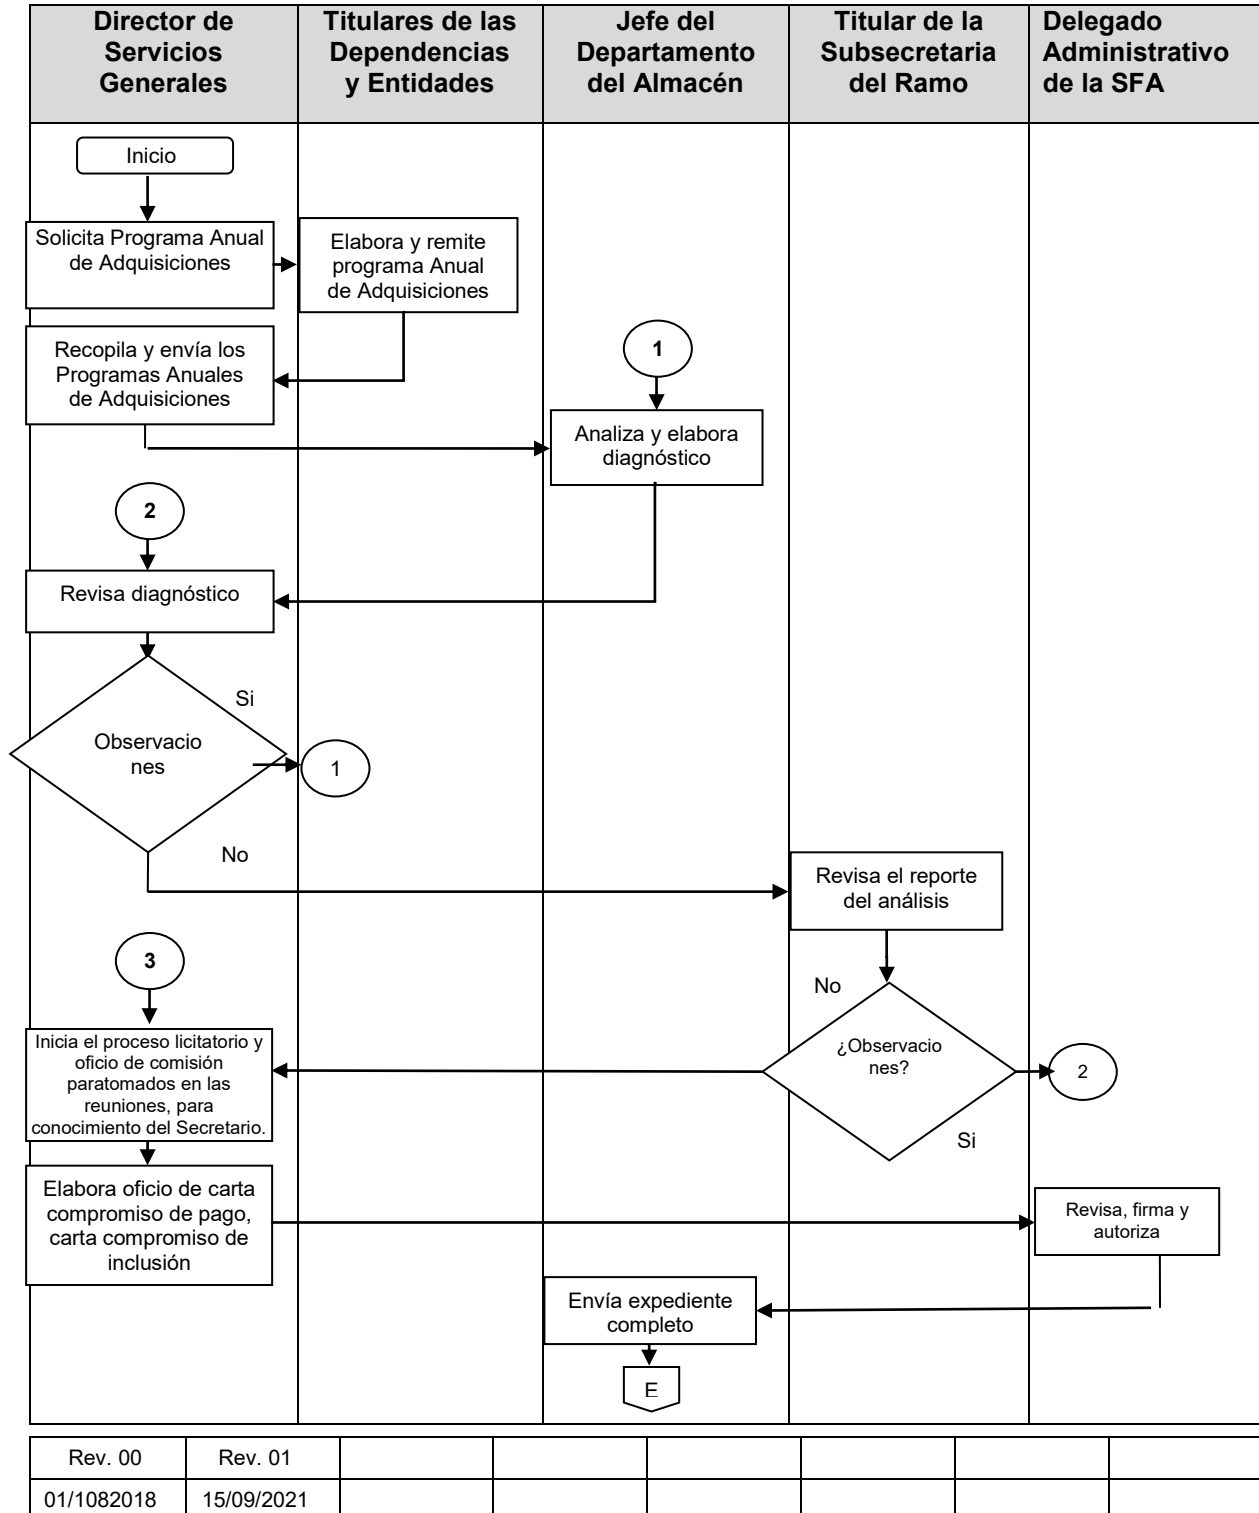 Director de
Servicios
Generales
Titulares de las
Dependencias
y Entidades
Jefe del
Departamento
del Almacén
Titular de la
Subsecretaria
del Ramo
Delegado
Administrativo
de la SFA
Inicio
Solicita Programa Anual
de Adquisiciones
Elabora y remite
programa Anual
de Adquisiciones
Recopila y envía los
Programas Anuales
de Adquisiciones
1
Analiza y elabora
diagnóstico
2
Revisa diagnóstico
Si
Observacio
nes
1
No
Revisa el reporte
del análisis
3
No
Inicia el proceso licitatorio y
oficio de comisión
paratomados en las
reuniones, para
conocimiento del Secretario.
¿Observacio
nes?
2
Si
Elabora oficio de carta
compromiso de pago,
carta compromiso de
inclusión
Revisa, firma y
autoriza
Envía expediente
completo
E
Rev. 00
Rev. 01
01/1082018
15/09/2021